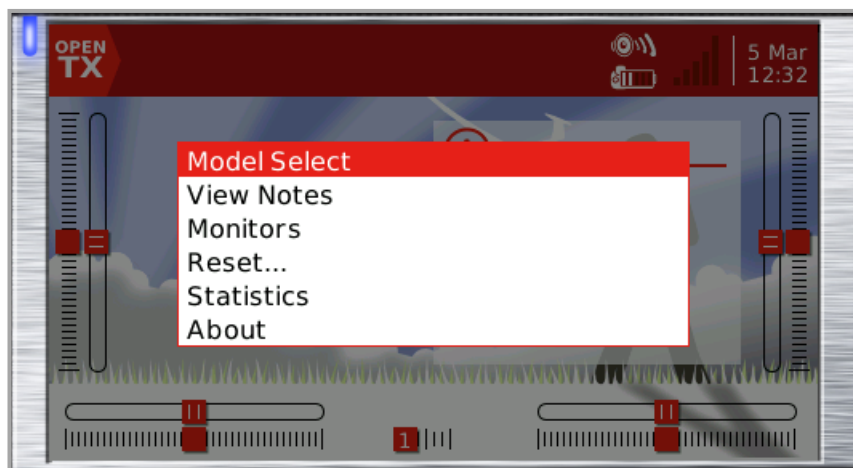 OPEN
TX
5 Mar
12:32
Model Select
View Notes
Monitors
Reset...
Statistics
About
1